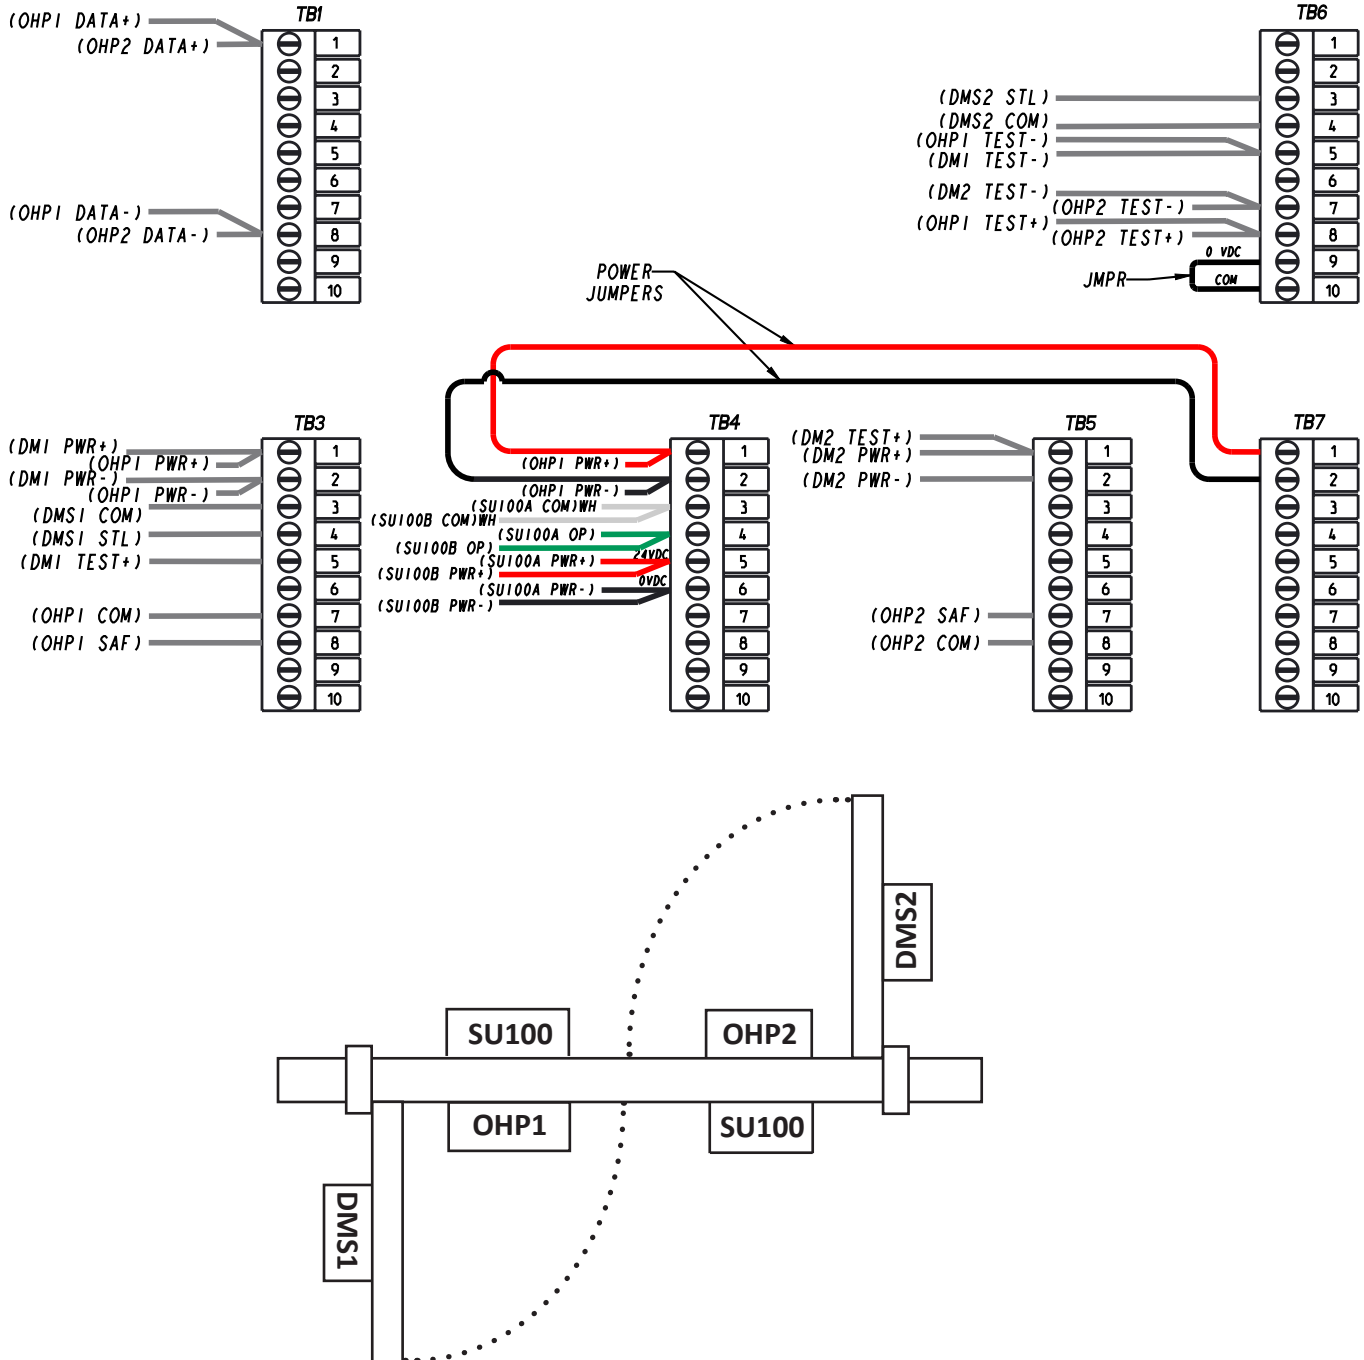 TB1
(OHP1 DATA+)
(OHP2 DATA+)
(OHP1 DATA-)
(OHP2 DATA-)
1
2
3
4
5
6
7
8
9
10
TB6
(DMS2 STL)
(DMS2 COM)
(OHP1 TEST-)
(DM1 TEST-)
(DM2 TEST-)
(OHP2 TEST-)
(OHP1 TEST+)
(OHP2 TEST+)
0 VDC
JMPR
COM
1
2
3
4
5
6
7
8
9
10
POWER
JUMPERS
TB3
(DM1 PWR+)
(OHP1 PWR+)
(DM1 PWR-)
(OHP1 PWR-)
(DMS1 COM)
(DMS1 STL)
(DM1 TEST+)
(OHP1 COM)
(OHP1 SAF)
1
2
3
4
5
6
7
8
9
10
TB4
(OHP1 PWR+)
(OHP1 PWR-)
(SU100A COM)WH
(SU100B COM)WH
(SU100A OP)
(SU100B OP)
24VDC
(SU100A PWR+)
(SU100B PWR+)
0VDC
(SU100A PWR-)
(SU100B PWR-)
1
2
3
4
5
6
7
8
9
10
TB5
(DM2 TEST+)
(DM2 PWR+)
(DM2 PWR-)
(OHP2 SAF)
(OHP2 COM)
1
2
3
4
5
6
7
8
9
10
TB7
1
2
3
4
5
6
7
8
9
10
DMS2
SU100
OHP2
OHP1
SU100
DMS1